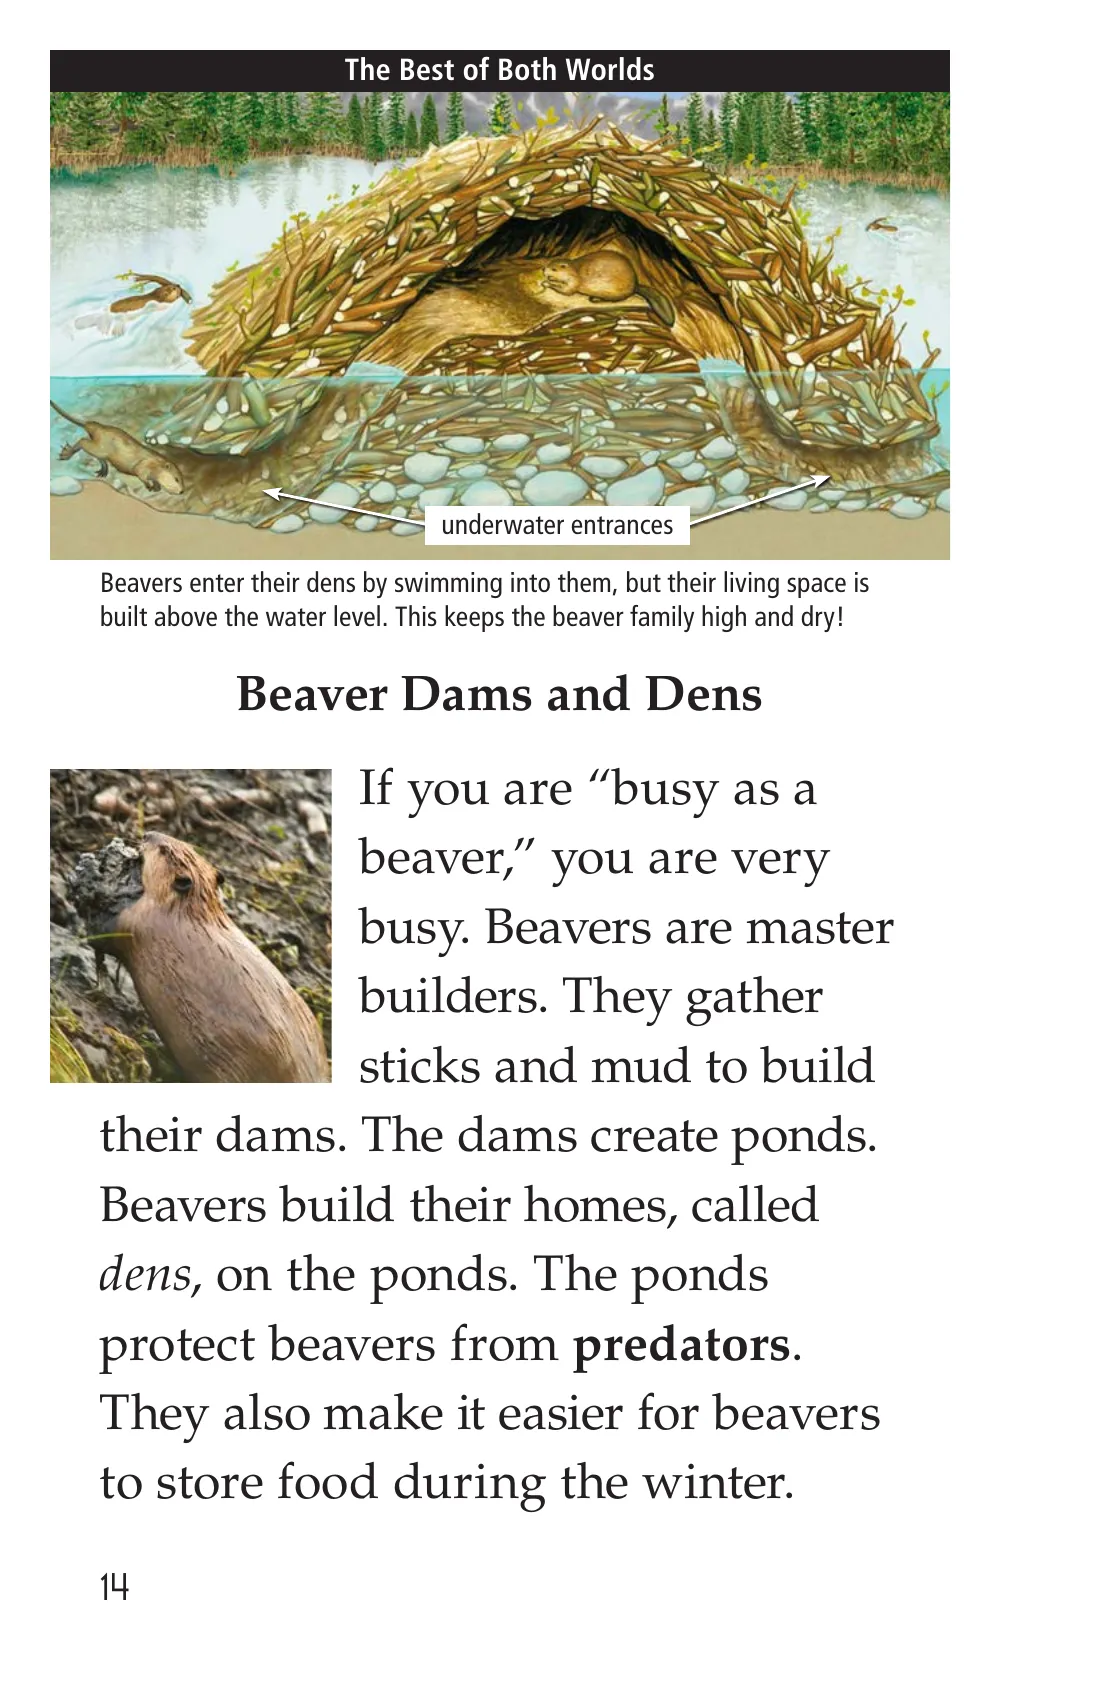 The Best of Both Worlds
underwater entrances
Beavers enter their dens by swimming into them, but their living space is
built above the water level. This keeps the beaver family high and dry!
Beaver Dams and Dens
If you are “busy as a
beaver,” you are very
busy. Beavers are master
builders. They gather
sticks and mud to build
their dams. The dams create ponds.
Beavers build their homes, called
dens, on the ponds. The ponds
protect beavers from predators.
They also make it easier for beavers
to store food during the winter.
14